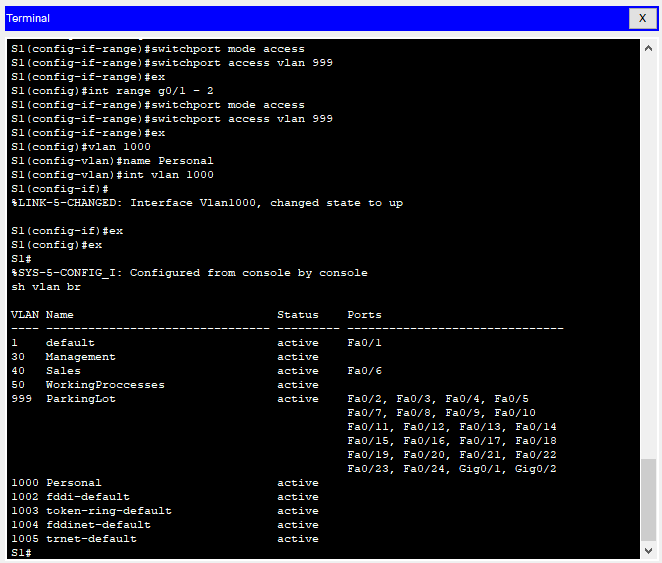 Terminal
X
S1(config-if-range)#switchport mode access
S1(config-if-range)#switchport access vlan 999
S1(config-if-range)#ex
S1(config)#int range g0/1 - 2
S1(config-if-range)#switchport mode access
S1(config-if-range)#switchport access vlan 999
S1(config-if-range)#ex
S1(config)#vlan 1000
S1(config-vlan)#name Personal
S1(config-vlan)#int vlan 1000
S1(config-if)#
%LINK-5-CHANGED: Interface Vlan1000, changed state to up
S1(config-if)#ex
S1(config)#ex
S1#
%SYS-5-CONFIG_I: Configured from console by console
sh vlan br
VLAN Name                             Status    Ports
---- -------------------------------- --------- -------------------------------
1    default                          active    Fa0/1
30   Management                       active
40   Sales                            active    Fa0/6
50   WorkingProccesses                active
999  ParkingLot                       active    Fa0/2, Fa0/3, Fa0/4, Fa0/5
                                                Fa0/7, Fa0/8, Fa0/9, Fa0/10
                                                Fa0/11, Fa0/12, Fa0/13, Fa0/14
                                                Fa0/15, Fa0/16, Fa0/17, Fa0/18
                                                Fa0/19, Fa0/20, Fa0/21, Fa0/22
                                                Fa0/23, Fa0/24, Gig0/1, Gig0/2
1000 Personal                         active
1002 fddi-default                     active
1003 token-ring-default               active
1004 fddinet-default                  active
1005 trnet-default                    active
S1#